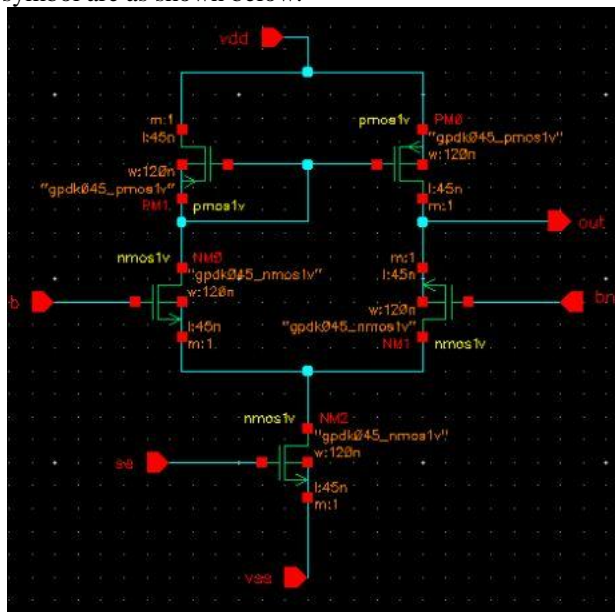 symbol are as shown below.
vdd
m:1
l:45n
w:120n
"gpdk045_pmos1v"
PM1
pmos1v
pmos1v
PM0
"gpdk045_pmos1v"
w:120n
l:45n
m:1
out
nmos1v
NM0
"gpdk045_nmos1v"
w:120n
l:45n
m:1
b
m:1
l:45n
w:120n
"gpdk045_nmos1v"
NM1
nmos1v
bn
nmos1v
NM2
"gpdk045_nmos1v"
w:120n
l:45n
m:1
se
vss